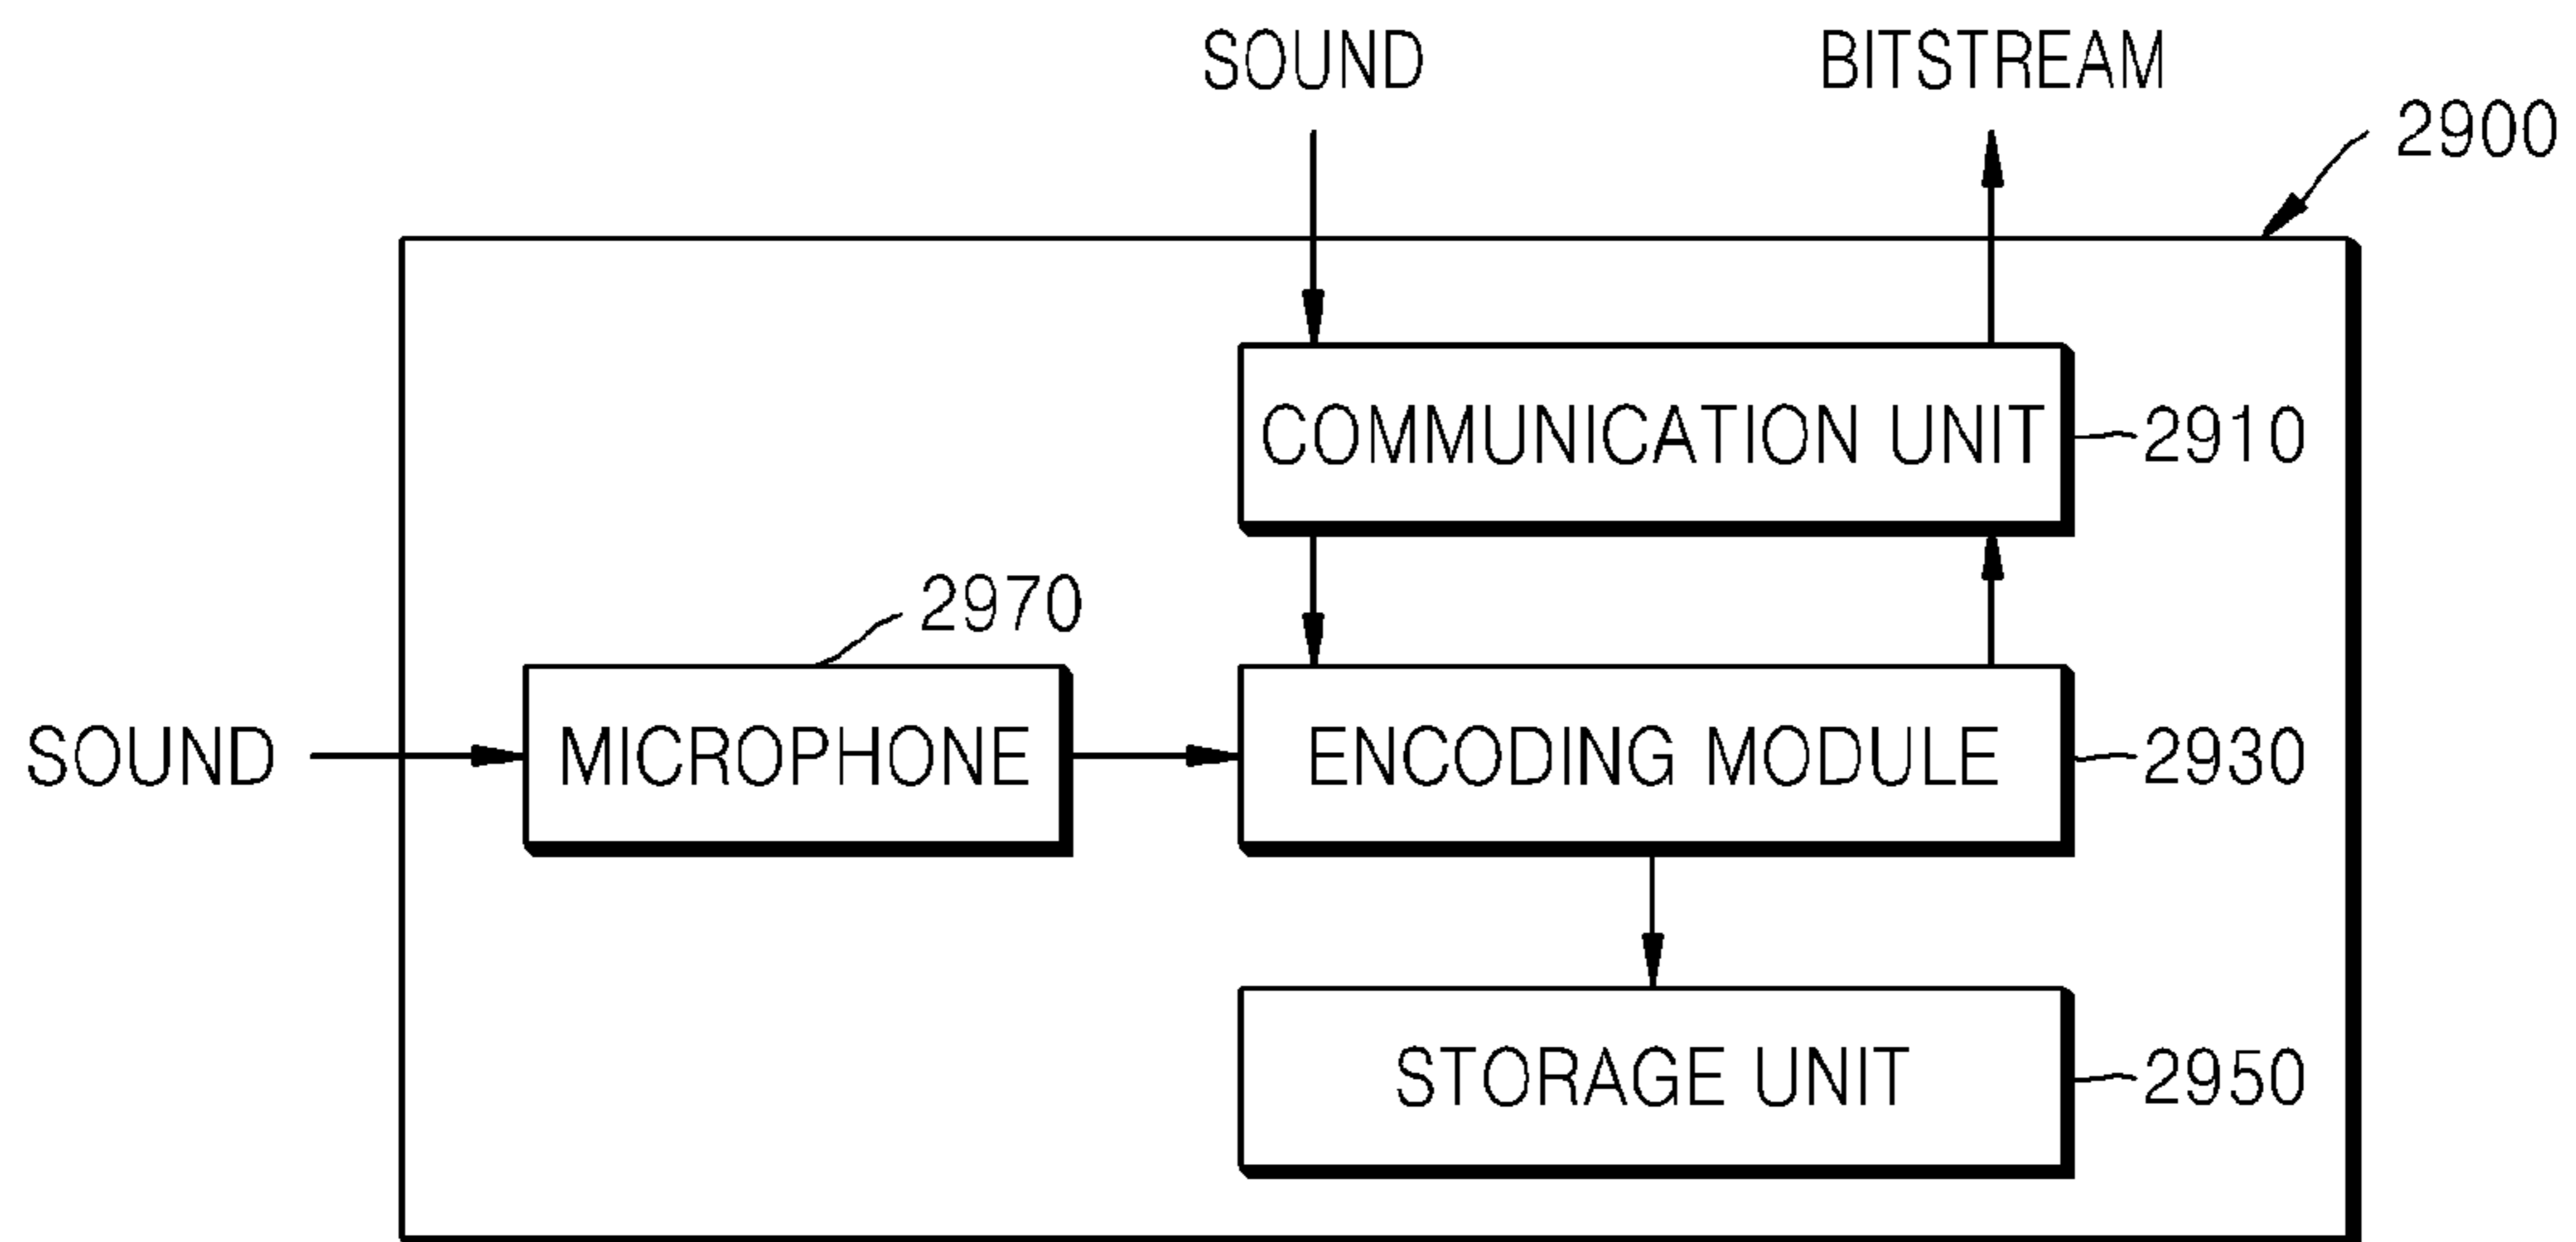 SOUND BITSTREAM
2900
COMMUNICATION UNIT 2910
2970
SOUND MICROPHONE ENCODING MODULE 2930
STORAGE UNIT 2950